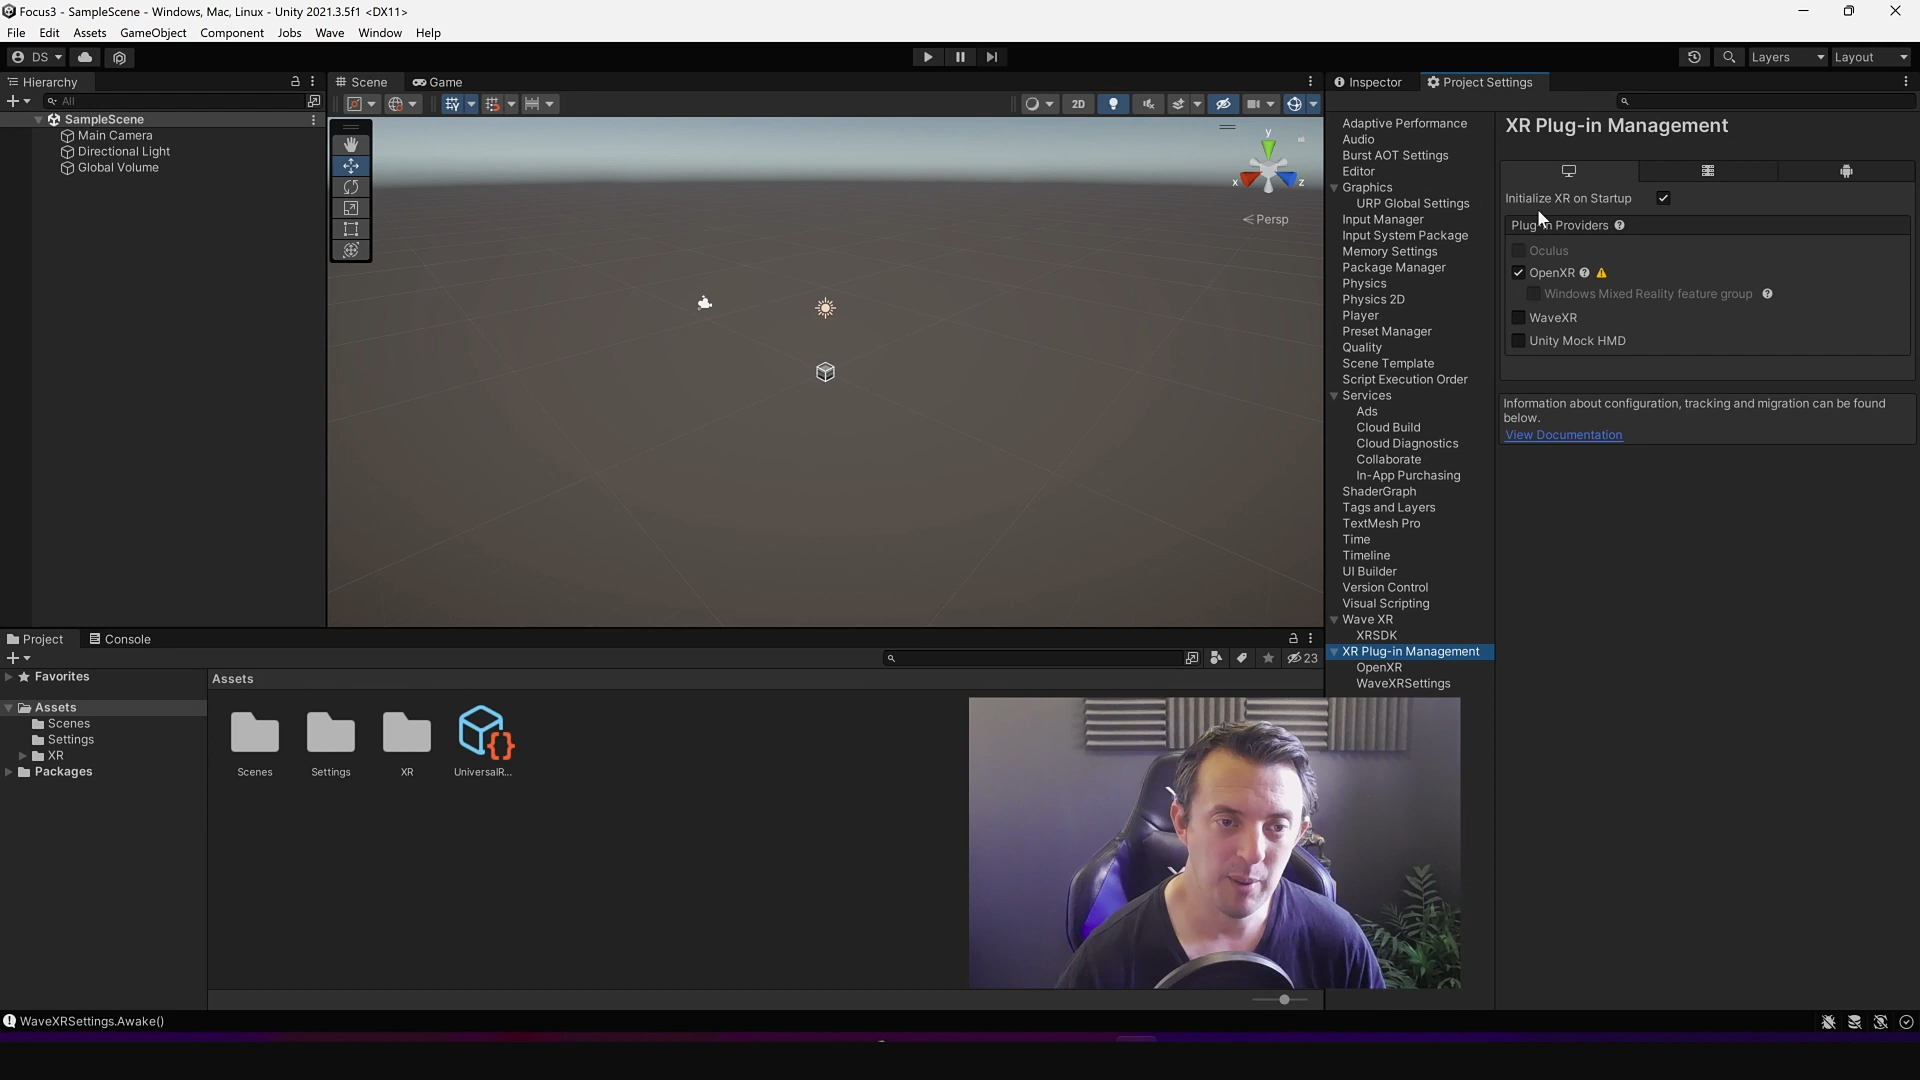 Focus3 - SampleScene - Windows, Mac, Linux - Unity 2021.3.5f1 <DX11>
File Edit Assets GameObject Component Jobs Wave Window Help
DS
Layers
Layout
Hierarchy
All
SampleScene
Main Camera
Directional Light
Global Volume
Scene
Game
2D
y
x
z
Persp
Inspector
Project Settings
Adaptive Performance
Audio
Burst AOT Settings
Editor
Graphics
URP Global Settings
Input Manager
Input System Package
Memory Settings
Package Manager
Physics
Physics 2D
Player
Preset Manager
Quality
Scene Template
Script Execution Order
Services
Ads
Cloud Build
Cloud Diagnostics
Collaborate
In-App Purchasing
ShaderGraph
Tags and Layers
TextMesh Pro
Time
Timeline
UI Builder
Version Control
Visual Scripting
Wave XR
XRSDK
XR Plug-in Management
OpenXR
WaveXRSettings
XR Plug-in Management
Initialize XR on Startup
Plug-in Providers
Oculus
OpenXR
Windows Mixed Reality feature group
WaveXR
Unity Mock HMD
Information about configuration, tracking and migration can be found
below.
View Documentation
Project
Console
23
Favorites
Assets
Scenes
Settings
XR
Packages
Assets
Scenes
Settings
XR
UniversalR...
WaveXRSettings.Awake()